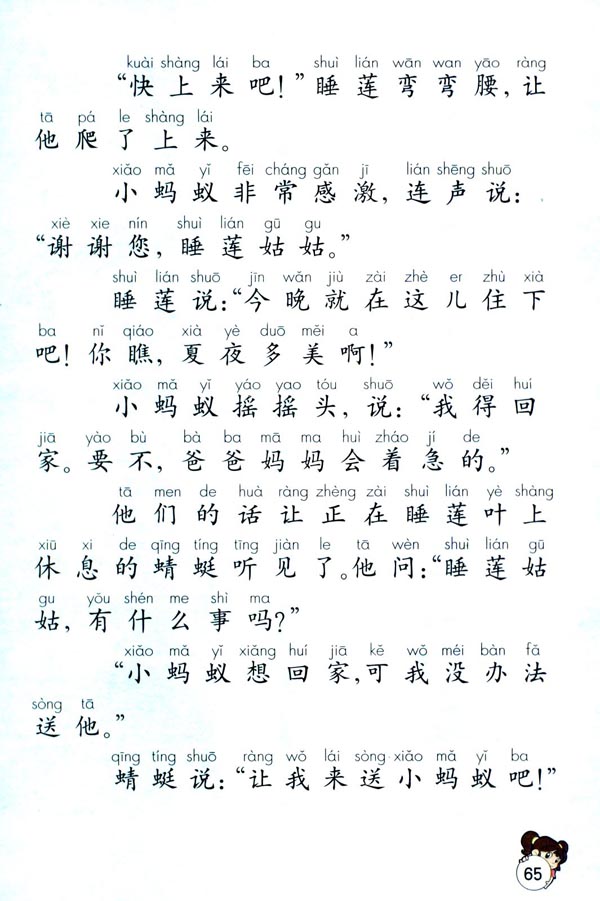 kuài shàng lái ba shuì lián wān wan yāo ràng
“快上来吧！”睡莲弯弯腰，让
tā pá le shàng lái
他爬了上来。
xiǎo mǎ yǐ fēi cháng gǎn jī lián shēng shuō
小蚂蚁非常感激，连声说：
xiè xie nín shuì lián gū gu
“谢谢您，睡莲姑姑。”
shuì lián shuō jīn wǎn jiù zài zhè er zhù xià
睡莲说：“今晚就在这儿住下
ba nǐ qiáo xià yè duō měi a
吧！你瞧，夏夜多美啊！”
xiǎo mǎ yǐ yáo yao tóu shuō wǒ děi huí
小蚂蚁摇摇头，说：“我得回
jiā yào bù bà ba mā ma huì zháo jí de
家。要不，爸爸妈妈会着急的。”
tā men de huà ràng zhèng zài shuì lián yè shàng
他们的话让正在睡莲叶上
xiū xi de qīng tíng tīng jiàn le tā wèn shuì lián gū
休息的蜻蜓听见了。他问：“睡莲姑
gu yǒu shén me shì ma
姑，有什么事吗？”
xiǎo mǎ yǐ xiǎng huí jiā kě wǒ méi bàn fǎ
“小蚂蚁想回家，可我没办法
sòng tā
送他。”
qīng tíng shuō ràng wǒ lái sòng xiǎo mǎ yǐ ba
蜻蜓说：“让我来送小蚂蚁吧！”
65